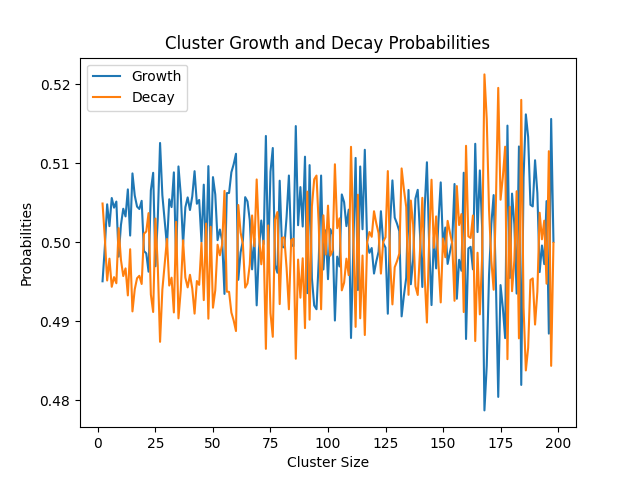 Cluster Growth and Decay Probabilities
Growth
Decay
0.52
0.51
0.50
0.49
0.48
Probabilities
0 25 50 75 100 125 150 175 200
Cluster Size